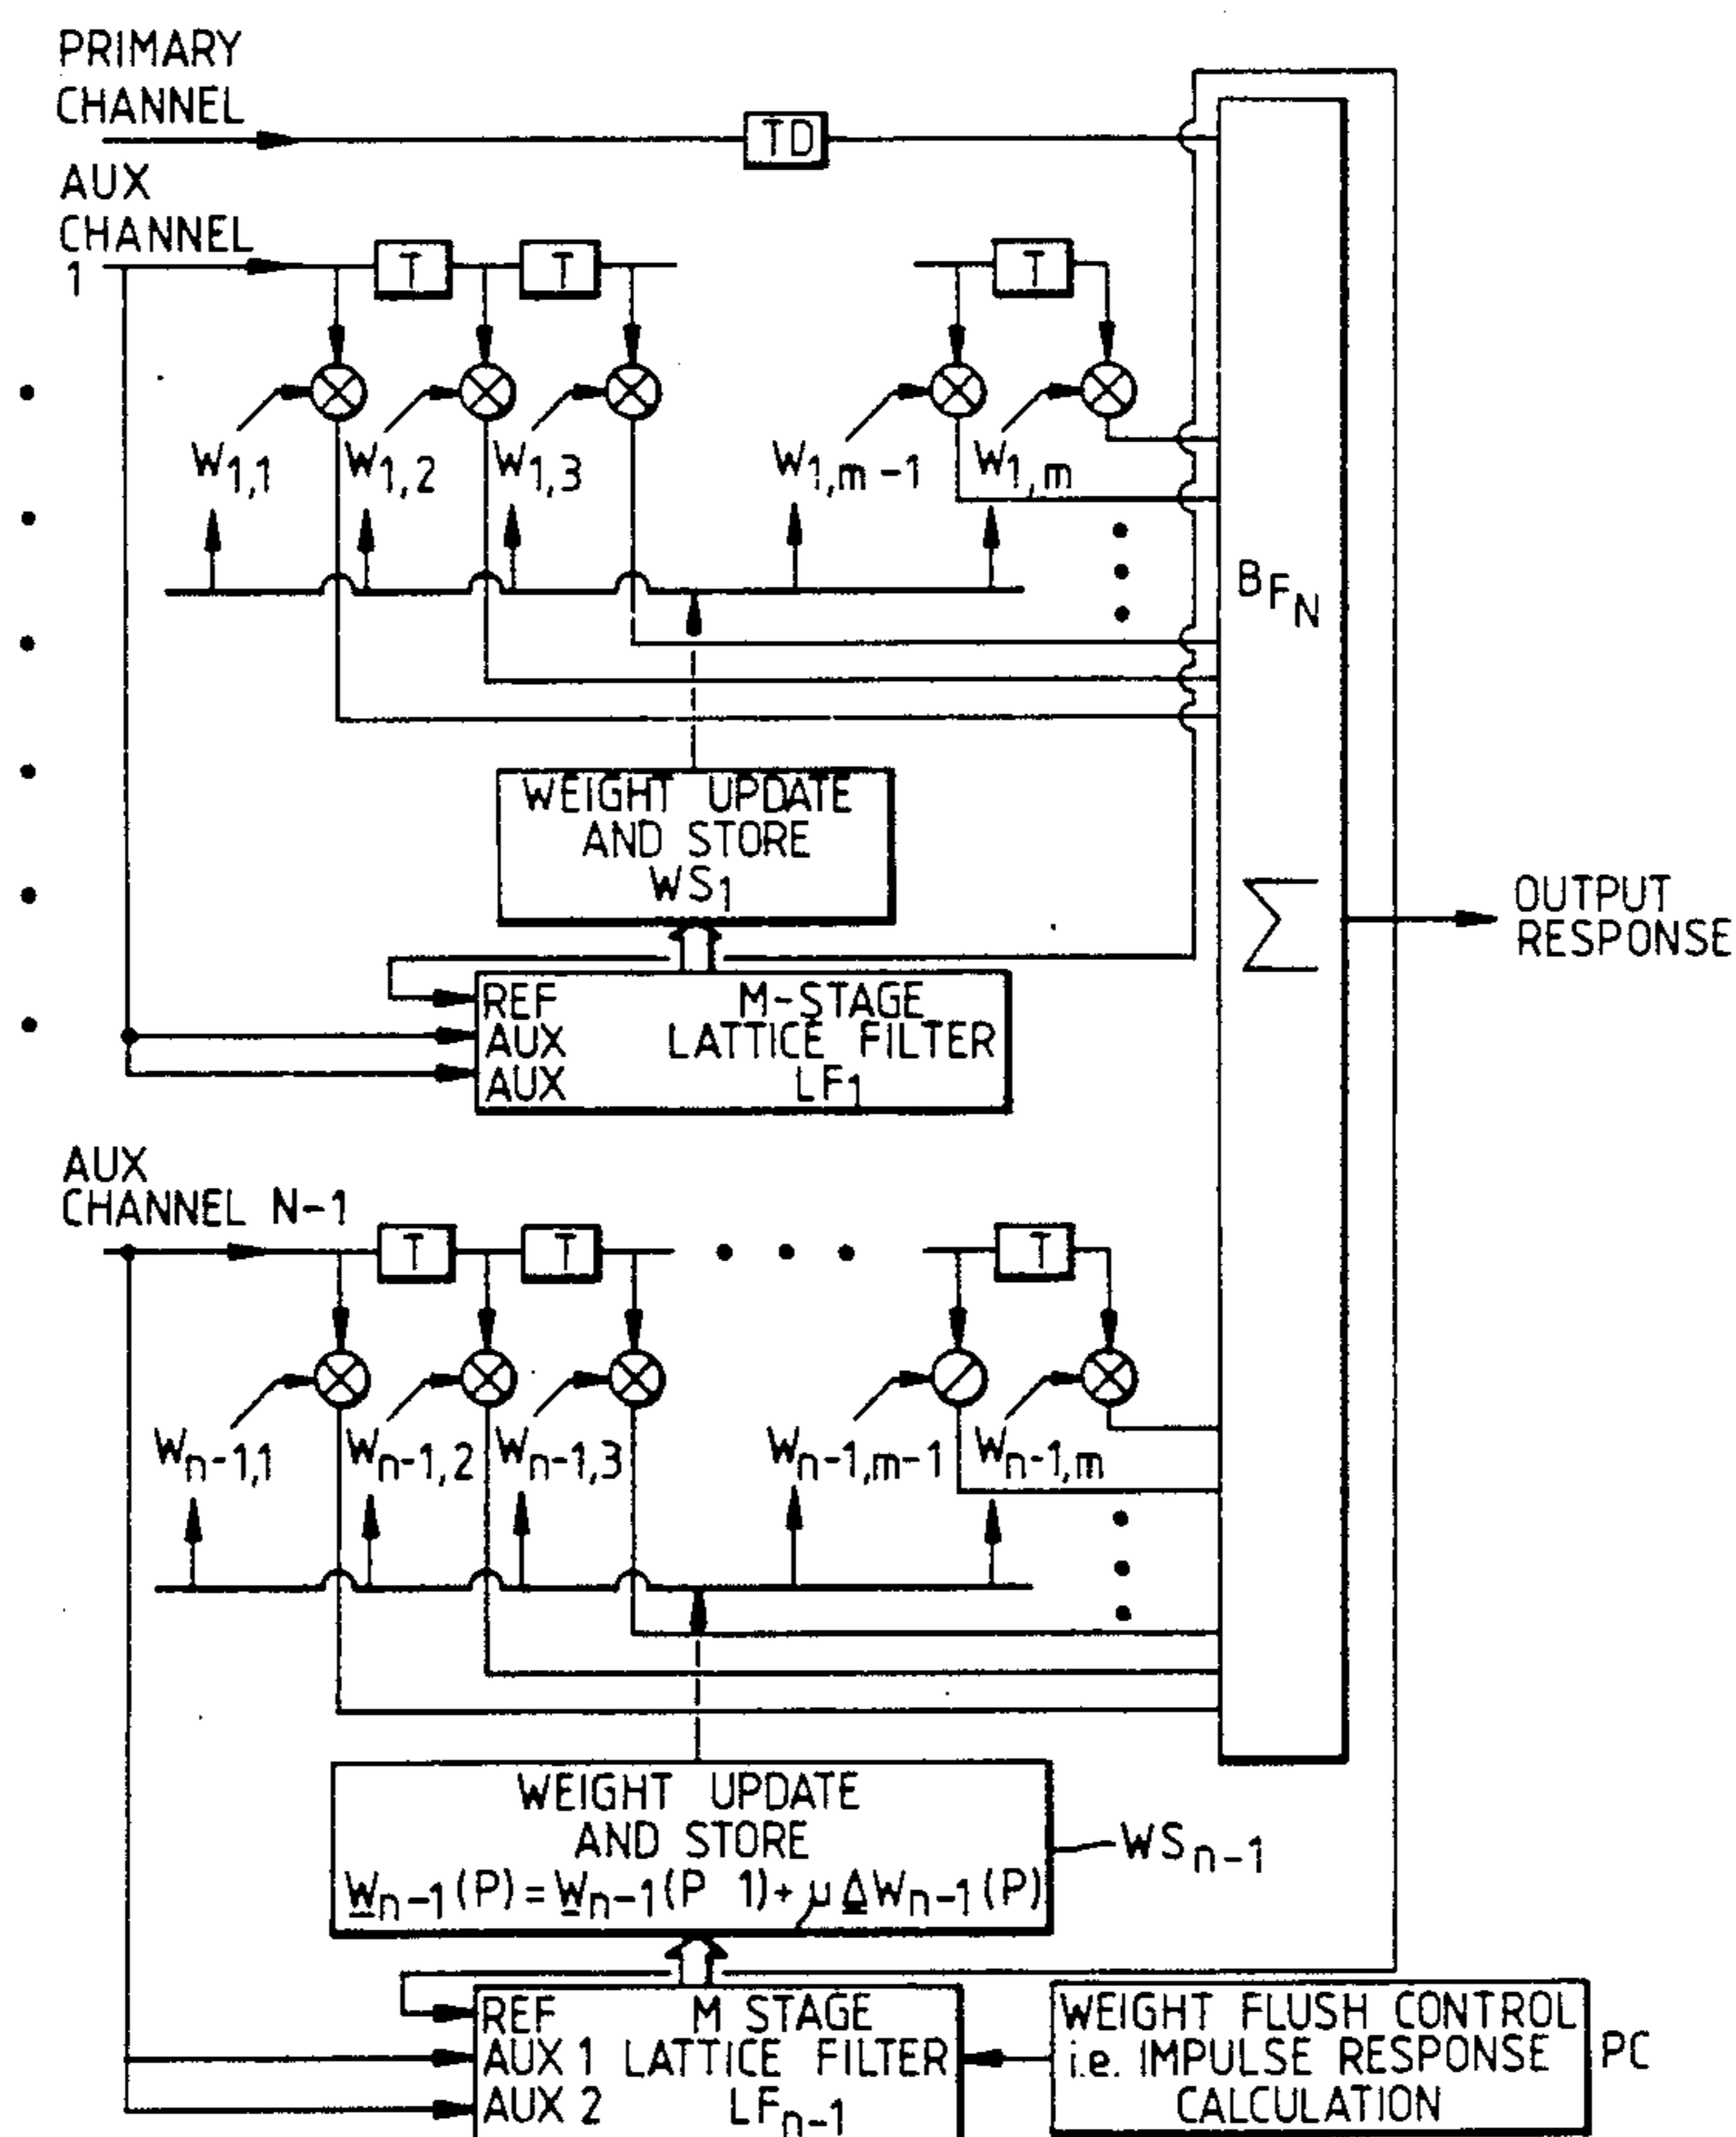 PRIMARY
CHANNEL
TD
AUX
CHANNEL
1
T T T
W1,1 W1,2 W1,3 W1,m-1 W1,m
BFN
WEIGHT UPDATE
AND STORE
WS1
Σ
OUTPUT
RESPONSE
REF M-STAGE
AUX LATTICE FILTER
AUX LF1
AUX
CHANNEL N-1
T T T
Wn-1,1 Wn-1,2 Wn-1,3 Wn-1,m-1 Wn-1,m
WEIGHT UPDATE
AND STORE
Wn-1(P)=Wn-1(P 1)+μΔWn-1(P)
WSn-1
REF M STAGE
AUX 1 LATTICE FILTER
AUX 2 LFn-1
WEIGHT FLUSH CONTROL
i.e. IMPULSE RESPONSE
CALCULATION
PC